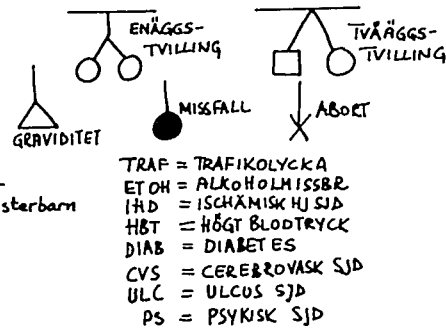 ENÄGGS-
TVILLING
TVÅÄGGS-
TVILLING
GRAVIDITET
MISSFALL
ABORT
sterbarn
TRAF = TRAFIKOLYCKA
ETOH = ALKOHOLMISSBR
IHD = ISCHÄMISK HJ SJD
HBT = HÖGT BLODTRYCK
DIAB = DIABETES
CVS = CEREBROVASK SJD
ULC = ULCUS SJD
PS = PSYKISK SJD